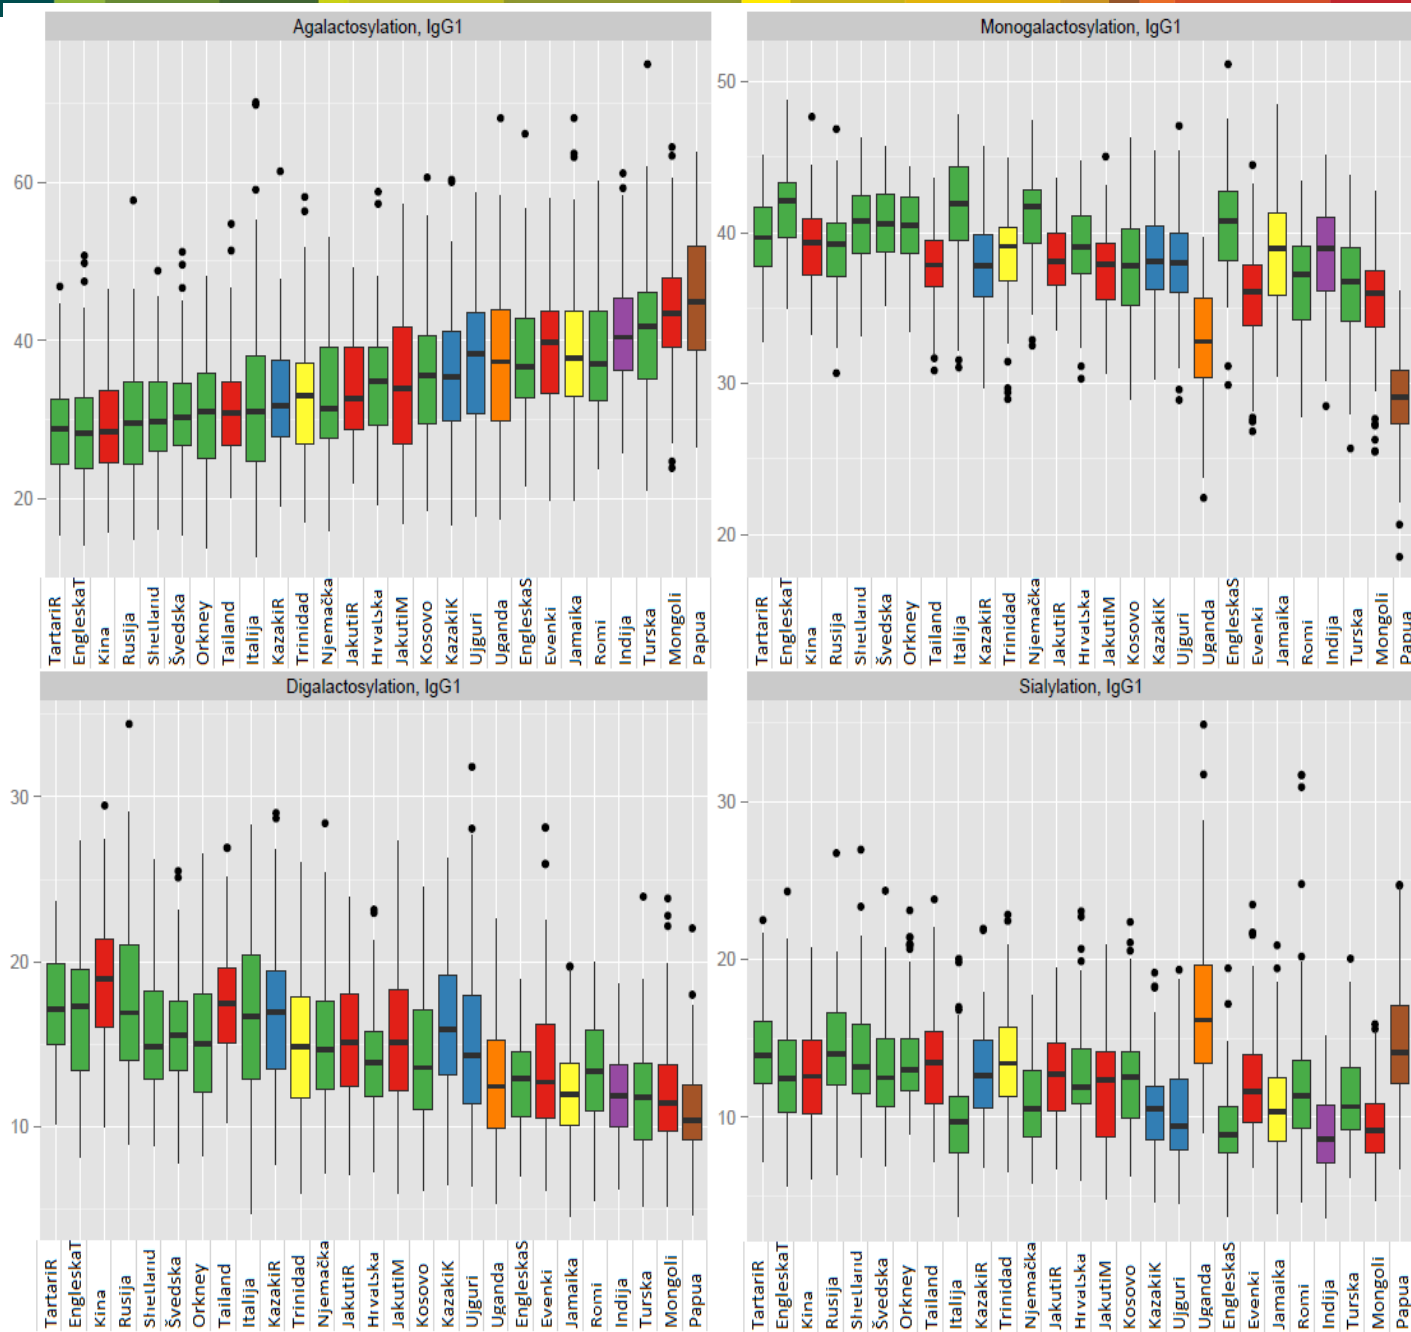 Agalactosylation, IgG1
Monogalactosylation, IgG1
60
40
20
50
40
30
20
TartariR EngleskaT Kina Rusija Shetland Švedska Orkney Tailand Italija KazakiR Trinidad Njemačka JakutiR Hrvatska JakutiM Kosovo KazakiK Ujguri Uganda EngleskaS Evenki Jamaika Romi Indija Turska Mongoli Papua
TartariR EngleskaT Kina Rusija Shetland Švedska Orkney Tailand Italija KazakiR Trinidad Njemačka JakutiR Hrvatska JakutiM Kosovo KazakiK Ujguri Uganda EngleskaS Evenki Jamaika Romi Indija Turska Mongoli Papua
Digalactosylation, IgG1
Sialylation, IgG1
30
20
10
30
20
10
TartariR EngleskaT Kina Rusija Shetland Švedska Orkney Tailand Italija KazakiR Trinidad Njemačka JakutiR Hrvatska JakutiM Kosovo KazakiK Ujguri Uganda EngleskaS Evenki Jamaika Romi Indija Turska Mongoli Papua
TartariR EngleskaT Kina Rusija Shetland Švedska Orkney Tailand Italija KazakiR Trinidad Njemačka JakutiR Hrvatska JakutiM Kosovo KazakiK Ujguri Uganda EngleskaS Evenki Jamaika Romi Indija Turska Mongoli Papua